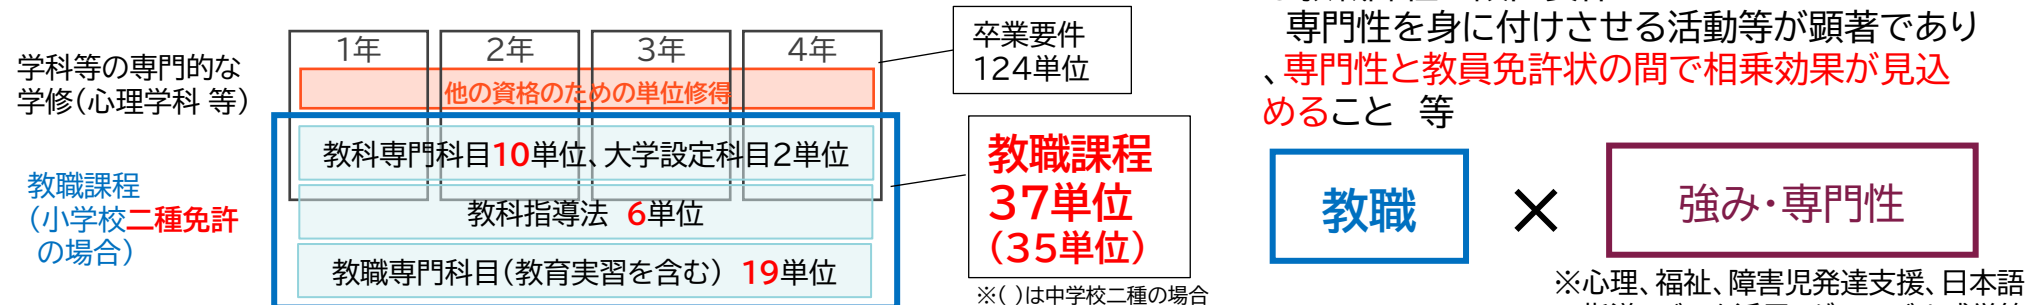 学科等の専門的な
学修(心理学科 等)
教職課程
(小学校二種免許
の場合)
1年 2年 3年 4年
他の資格のための単位修得
教科専門科目10単位、大学設定科目2単位
教科指導法 6単位
教職専門科目(教育実習を含む) 19単位
卒業要件
124単位
教職課程
37単位
(35単位)
※( )は中学校二種の場合
専門性を身に付けさせる活動等が顕著であり
、専門性と教員免許状の間で相乗効果が見込
めること 等
教職 × 強み・専門性
※心理、福祉、障害児発達支援、日本語